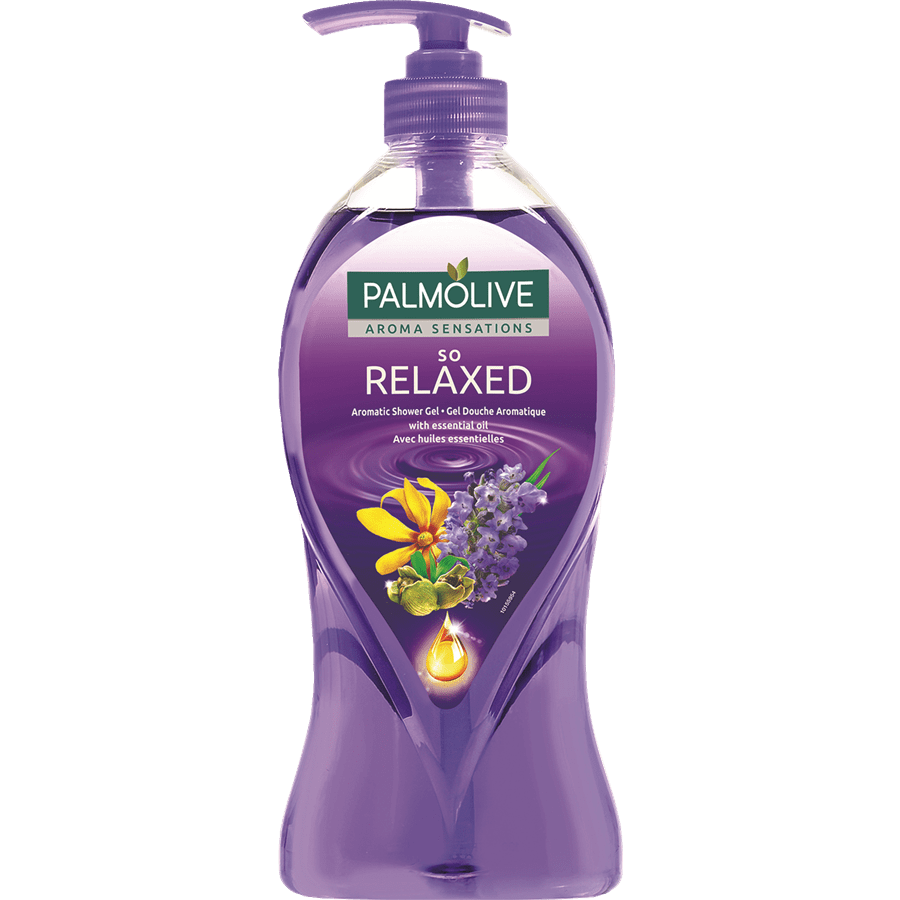 PALMOLIVE
AROMA SENSATIONS
SO
RELAXED
Aromatic Shower Gel • Gel Douche Aromatique
with essential oil
Avec huiles essentielles